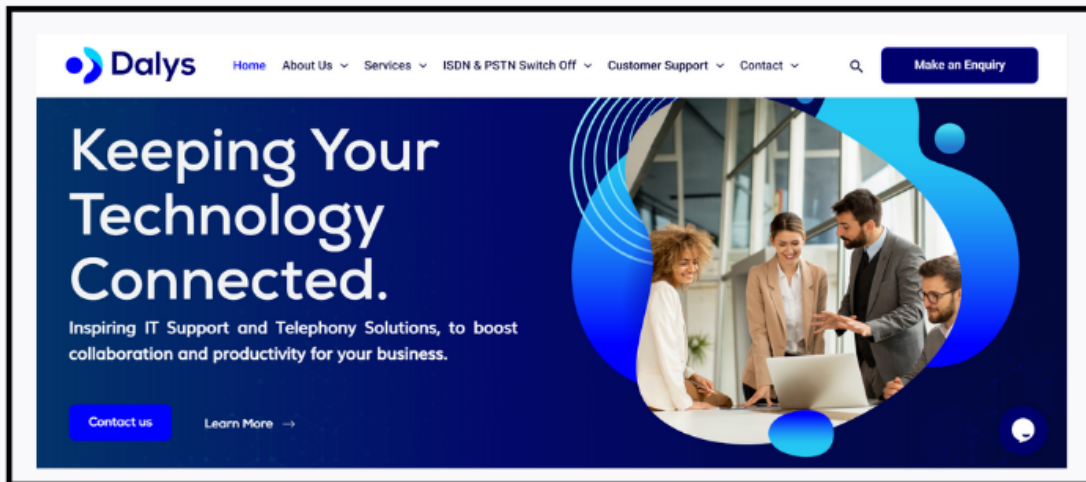 Dalys
Home About Us Services ISDN & PSTN Switch Off Customer Support Contact
Make an Enquiry
Keeping Your
Technology
Connected.
Inspiring IT Support and Telephony Solutions, to boost
collaboration and productivity for your business.
Contact us Learn More →